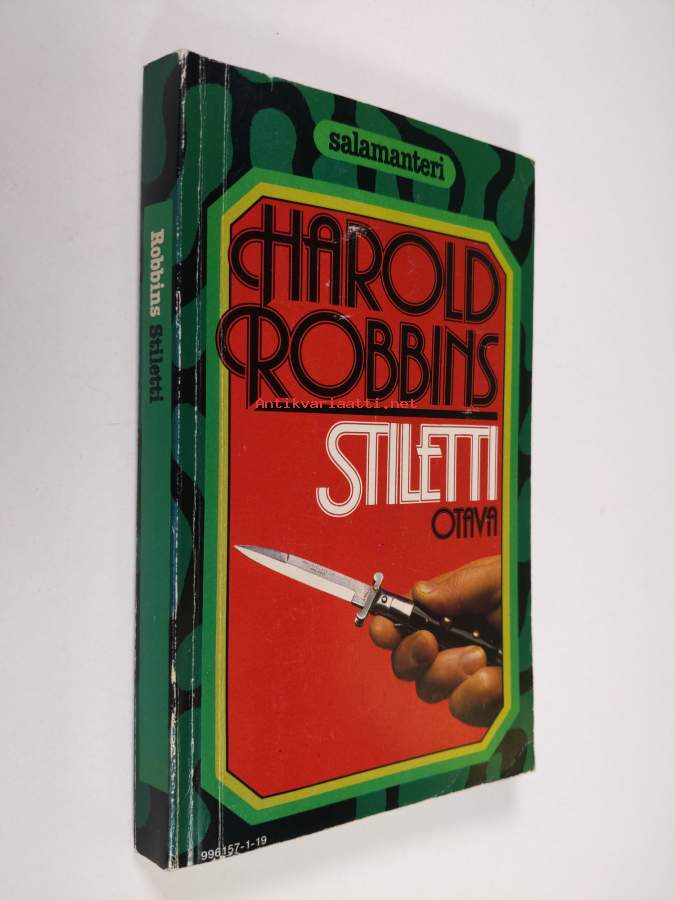 salamanteri
HAROLD
ROBBINS
Antikvariaatti.net
STILETTI
OTAVA
Robbins Stiletti
996157-1-19